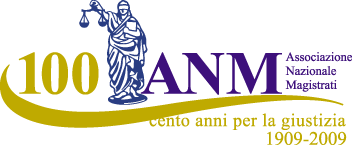 100 ANM
Associazione
Nazionale
Magistrati
cento anni per la giustizia
1909-2009